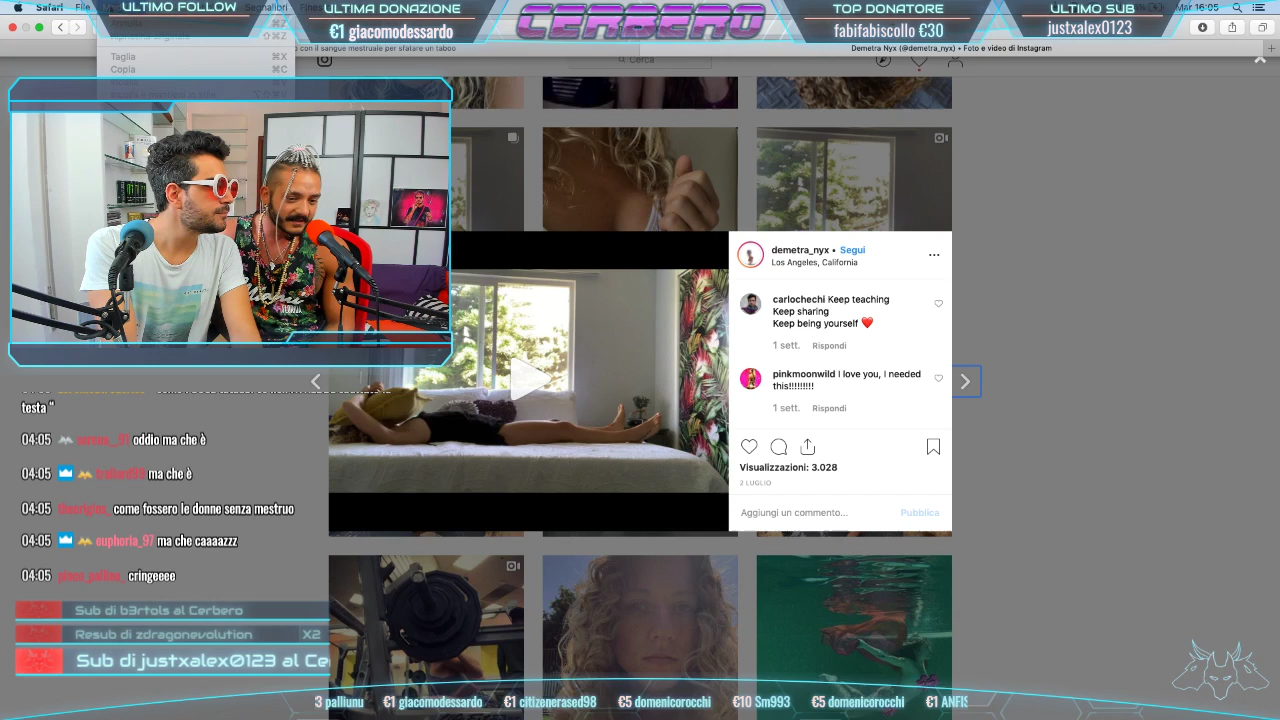 Safari File
Segnalibri
Fines
Mar 16:05
ULTIMO FOLLOW
ULTIMA DONAZIONE
€1 giacomodessardo
CERBERO
TOP DONATORE
fabifabiscollo €30
ULTIMO SUB
justxalex0123
⌘Z
⇧⌘Z
Taglia ⌘X
Copia ⌘C
con il sangue mestruale per sfatare un taboo
Demetra Nyx (@demetra_nyx) • Foto e video di Instagram
Cerca
demetra_nyx • Segui
Los Angeles, California
carlochechi Keep teaching
Keep sharing
Keep being yourself ❤️
1 sett. Rispondi
pinkmoonwild I love you, I needed
this!!!!!!!!!
1 sett. Rispondi
Visualizzazioni: 3.028
2 LUGLIO
Aggiungi un commento...
Pubblica
testa"
04:05 oddio ma che è
04:05 ma che è
04:05 come fossero le donne senza mestruo
04:05 euphoria_97 ma che caaaazzz
04:05 cringeeee
Sub di b3rtols al Cerbero
Resub di zdragonevolution X2
Sub di justxalex0123 al Ce
3 palliunu €1 giacomodessardo €1 citizenerased98 €5 domenicorocchi €10 Sm993 €5 domenicorocchi €1 ANFIS